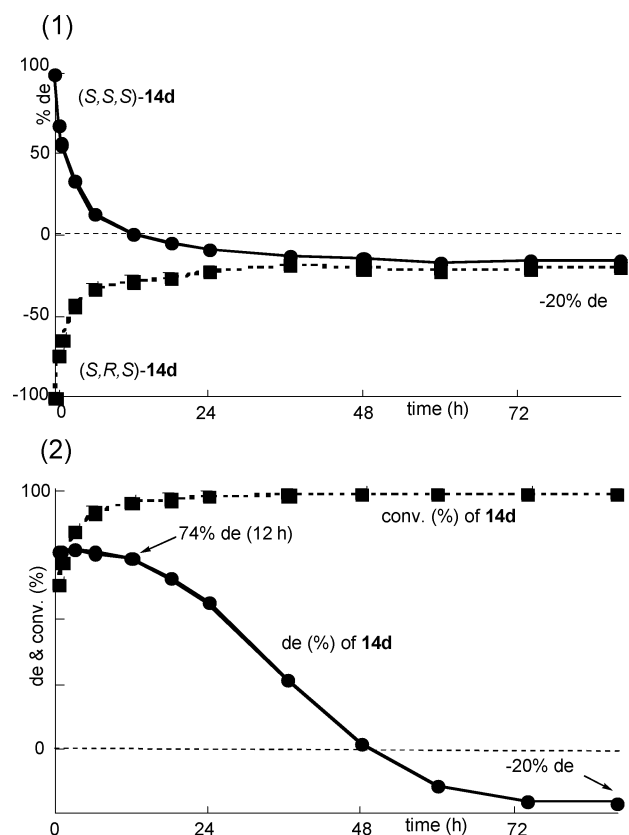 (1)
100
% de
(S,S,S)-14d
50
0
-50
-20% de
(S,R,S)-14d
-100
0
24
48
time (h)
72
(2)
100
conv. (%) of 14d
74% de (12 h)
de & conv. (%)
de (%) of 14d
0
-20% de
0
24
48
time (h)
72